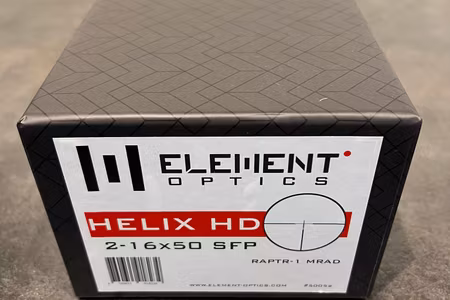 ELEMENT
OPTICS
HELIX HD
2-16x50 SFP
RAPTR-1 MRAD
WWW.ELEMENT-OPTICS.COM